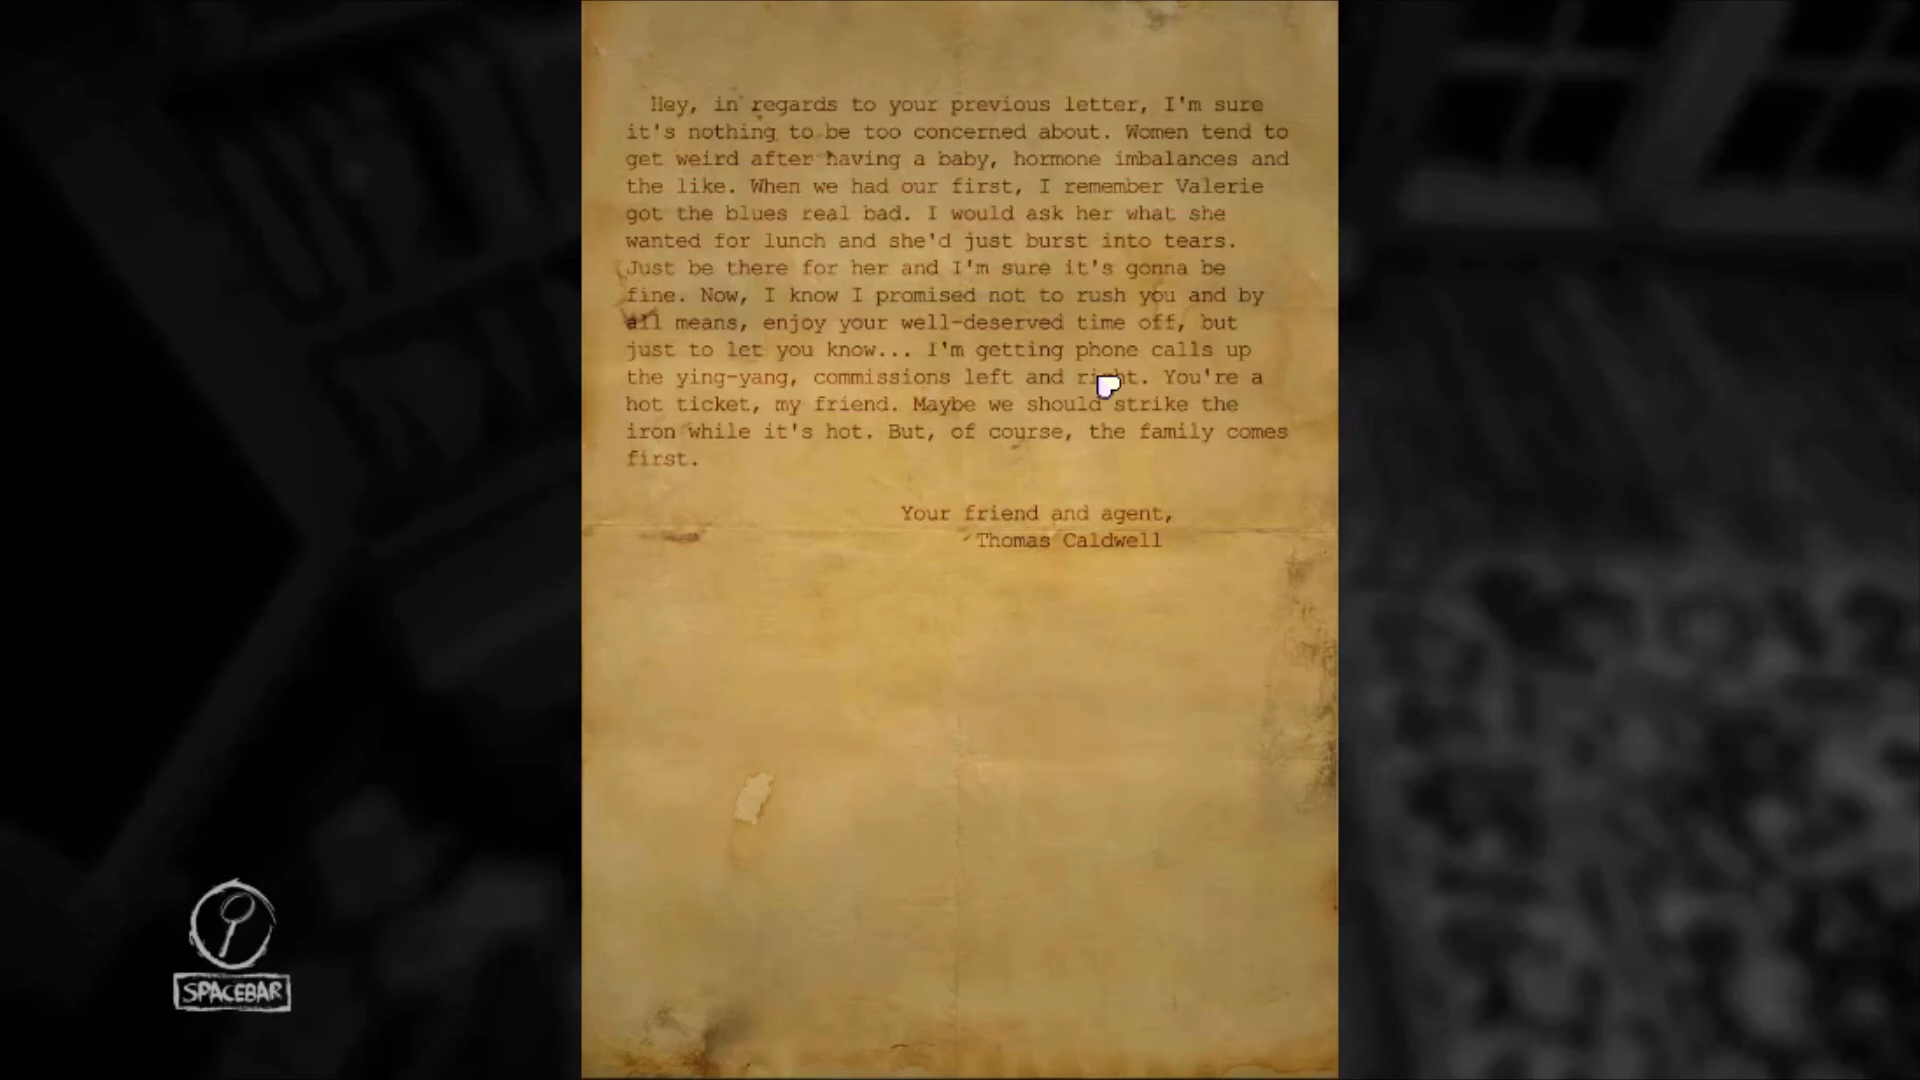 Hey, in regards to your previous letter, I'm sure
it's nothing to be too concerned about. Women tend to
get weird after having a baby, hormone imbalances and
the like. When we had our first, I remember Valerie
got the blues real bad. I would ask her what she
wanted for lunch and she'd just burst into tears.
Just be there for her and I'm sure it's gonna be
fine. Now, I know I promised not to rush you and by
all means, enjoy your well-deserved time off, but
just to let you know... I'm getting phone calls up
the ying-yang, commissions left and right. You're a
hot ticket, my friend. Maybe we should strike the
iron while it's hot. But, of course, the family comes
first.
Your friend and agent,
Thomas Caldwell
SPACEBAR